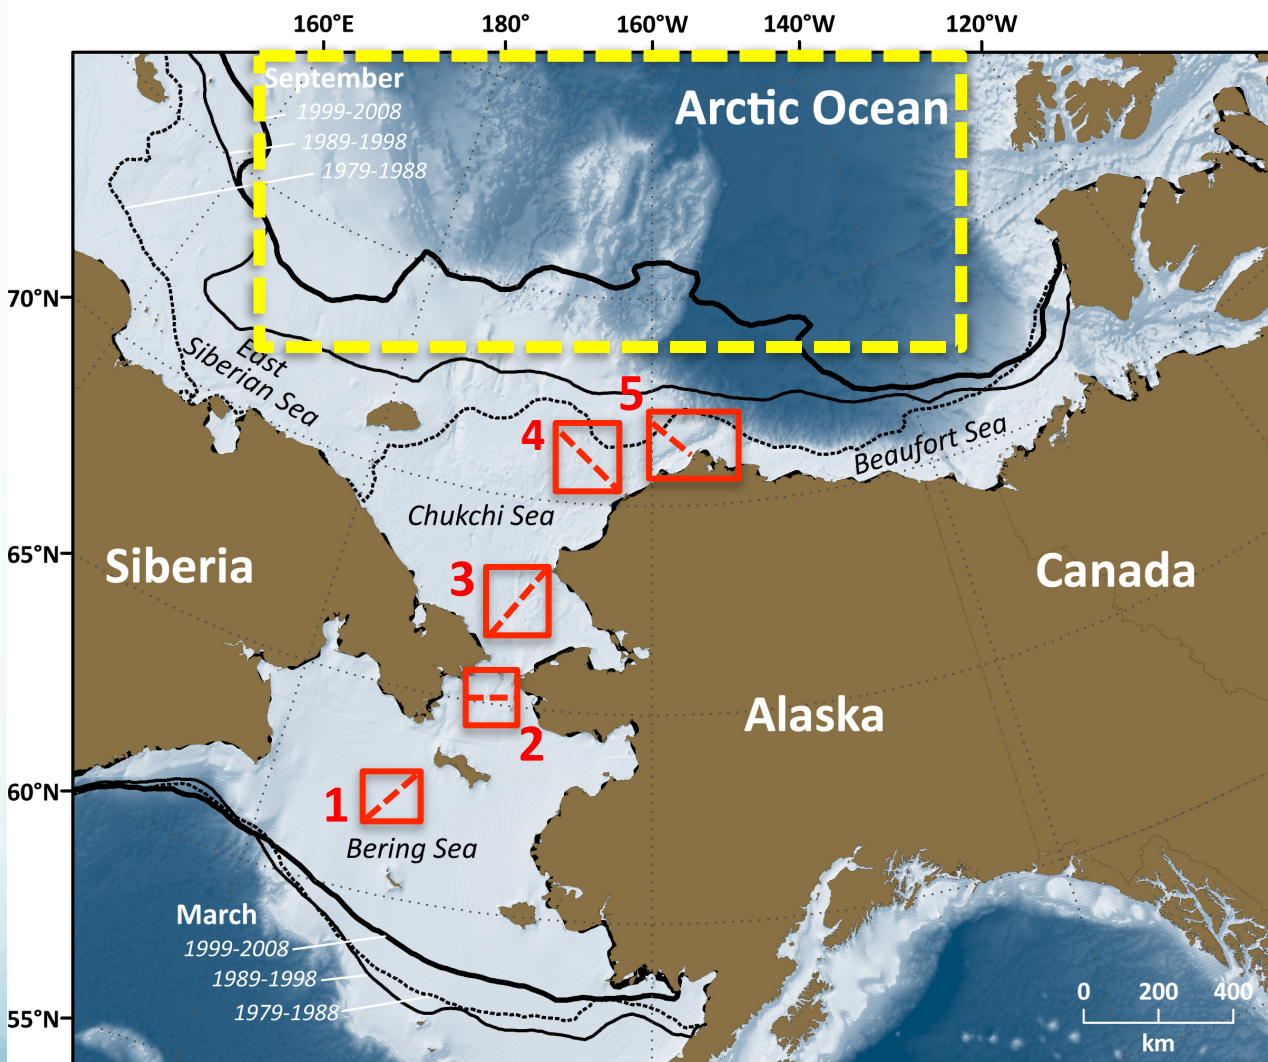 160°E 180° 160°W 140°W 120°W
September
1999-2008
1989-1998
1979-1988
Arctic Ocean
70°N
East
Siberian Sea
5
4
Beaufort Sea
Chukchi Sea
65°N
Siberia
Canada
3
Alaska
2
60°N
1
Bering Sea
March
1999-2008
1989-1998
1979-1988
55°N
0 200 400
km